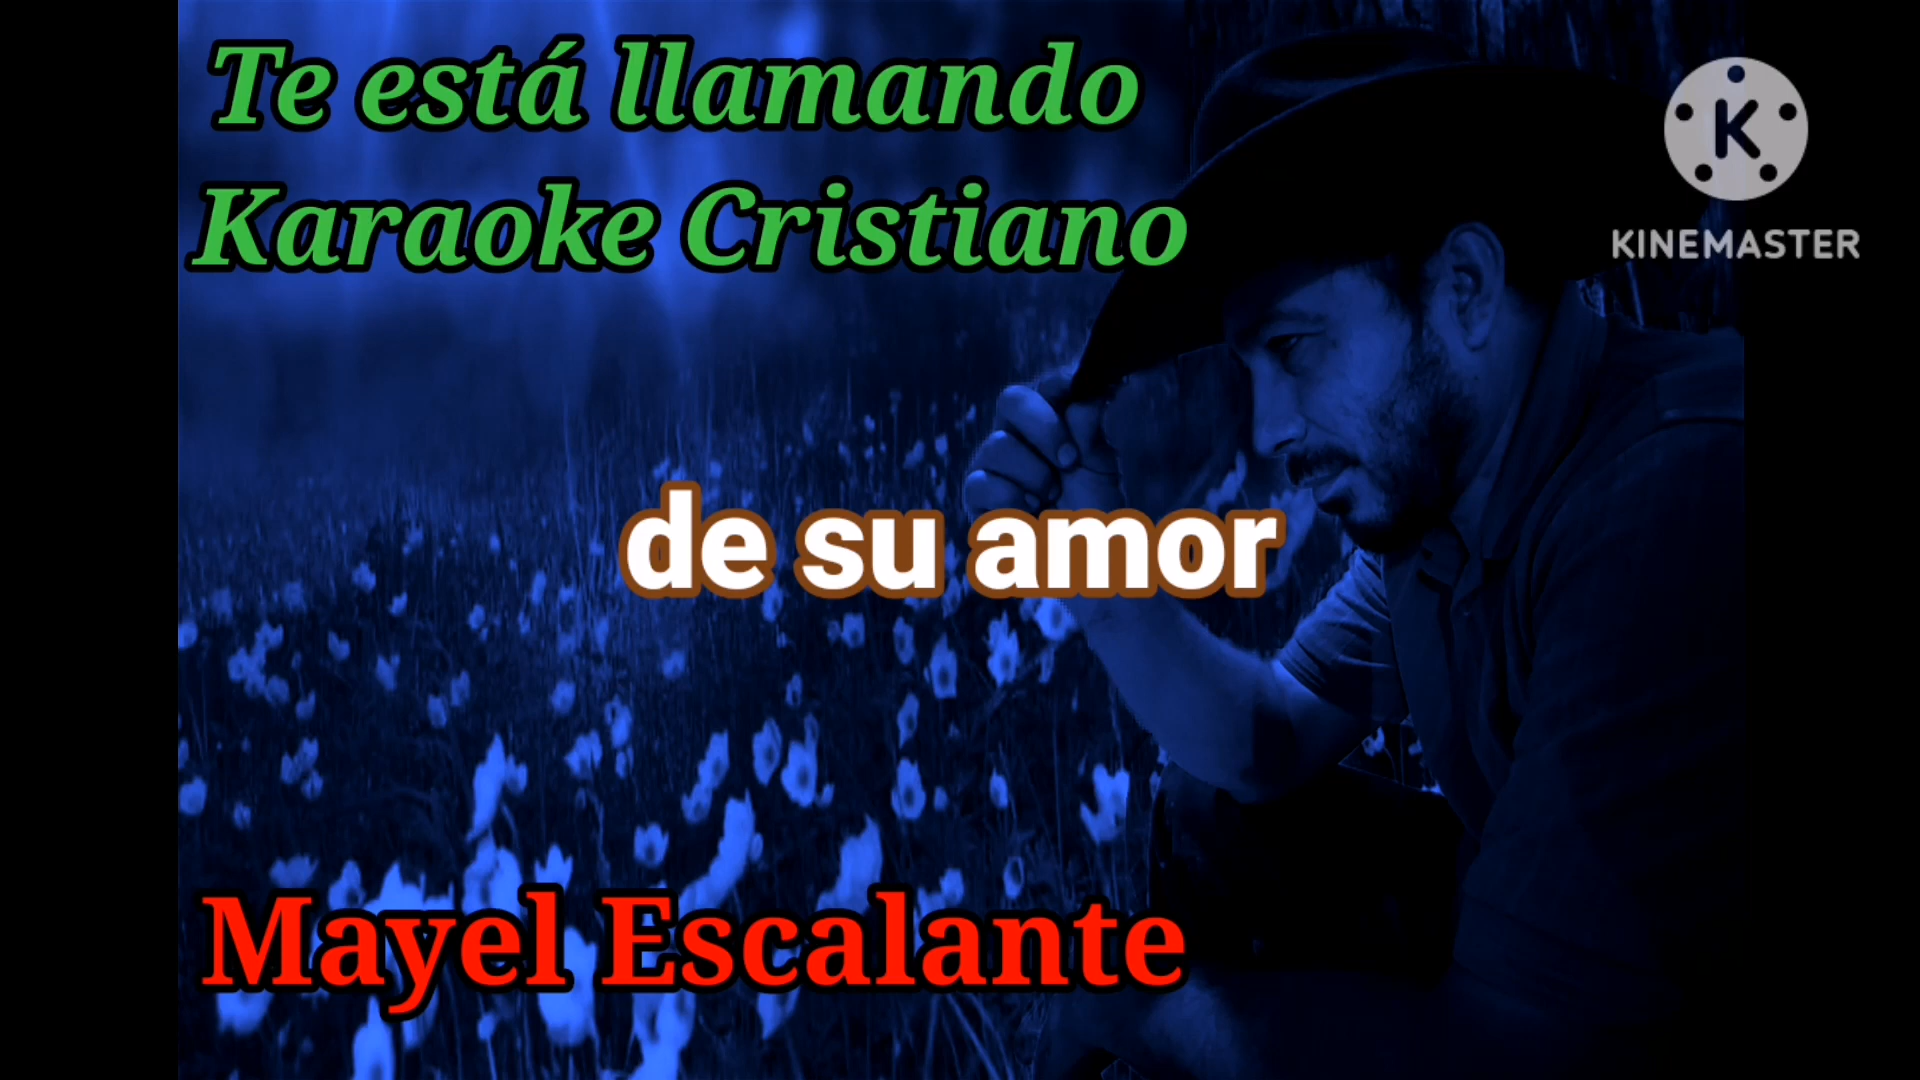 Te está llamando
Karaoke Cristiano
K
KINEMASTER
de su amor
Mayel Escalante